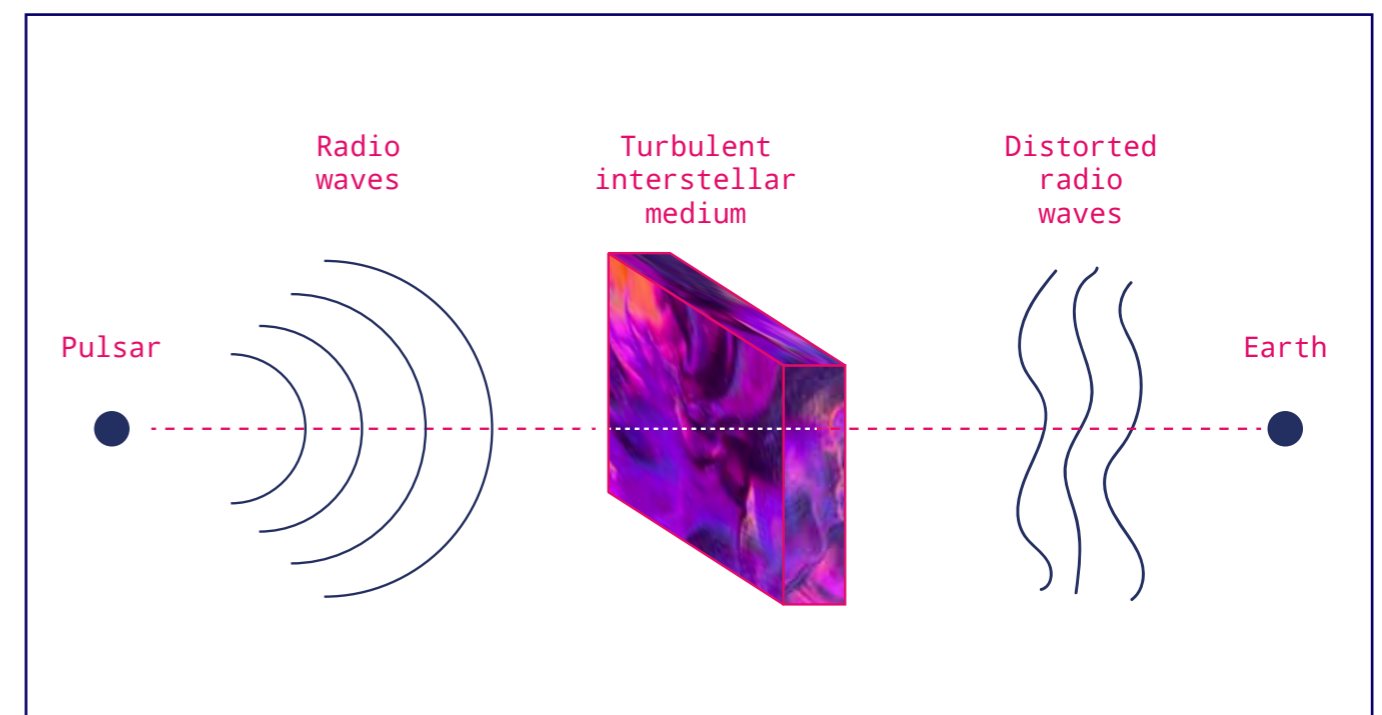 Radio
waves
Turbulent
interstellar
medium
Distorted
radio
waves
Pulsar
Earth